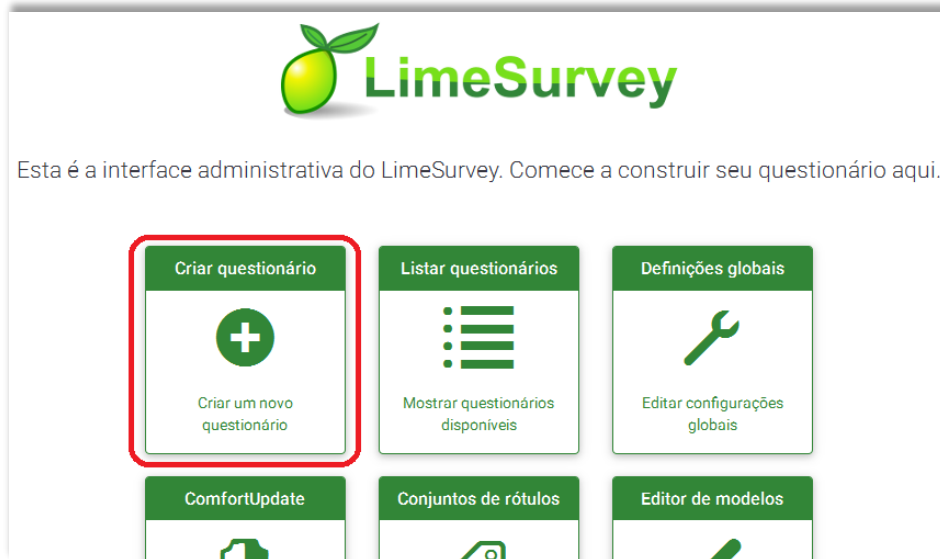 LimeSurvey
Esta é a interface administrativa do LimeSurvey. Comece a construir seu questionário aqui.
Criar questionário
Criar um novo
questionário
Listar questionários
Mostrar questionários
disponíveis
Definições globais
Editar configurações
globais
ComfortUpdate
Conjuntos de rótulos
Editor de modelos